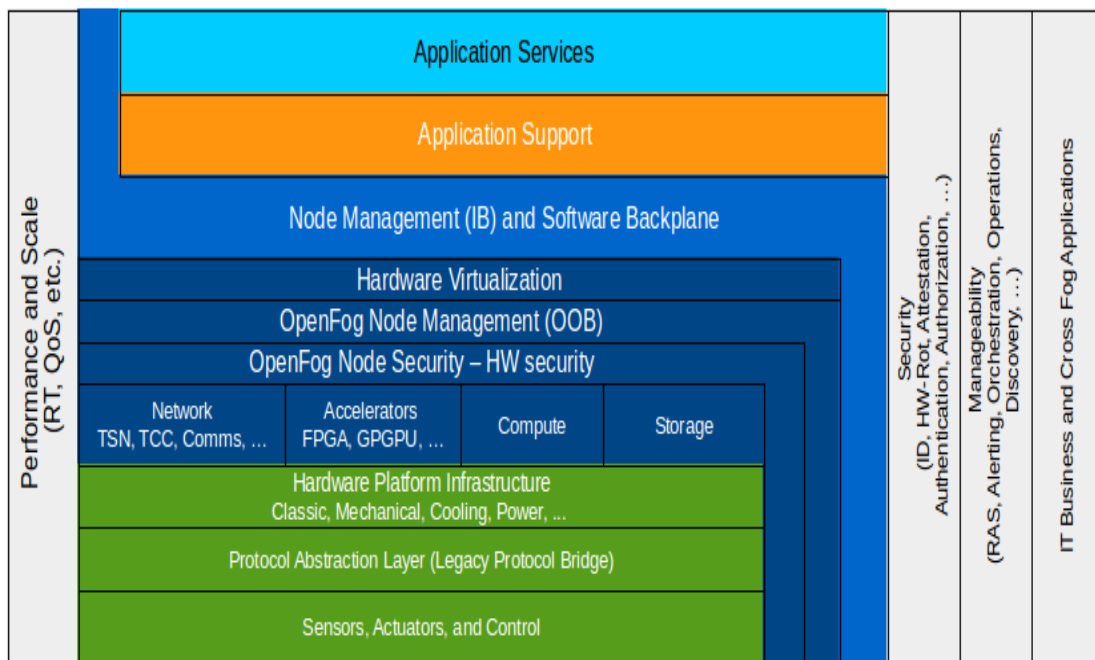 Performance and Scale
(RT, QoS, etc.)
Application Services
Application Support
Node Management (IB) and Software Backplane
Hardware Virtualization
OpenFog Node Management (OOB)
OpenFog Node Security – HW security
Network
TSN, TCC, Comms, …
Accelerators
FPGA, GPGPU, …
Compute
Storage
Hardware Platform Infrastructure
Classic, Mechanical, Cooling, Power, ...
Protocol Abstraction Layer (Legacy Protocol Bridge)
Sensors, Actuators, and Control
Security
(ID, HW-Rot, Attestation,
Authentication, Authorization, …)
Manageability
(RAS, Alerting, Orchestration, Operations,
Discovery, …)
IT Business and Cross Fog Applications